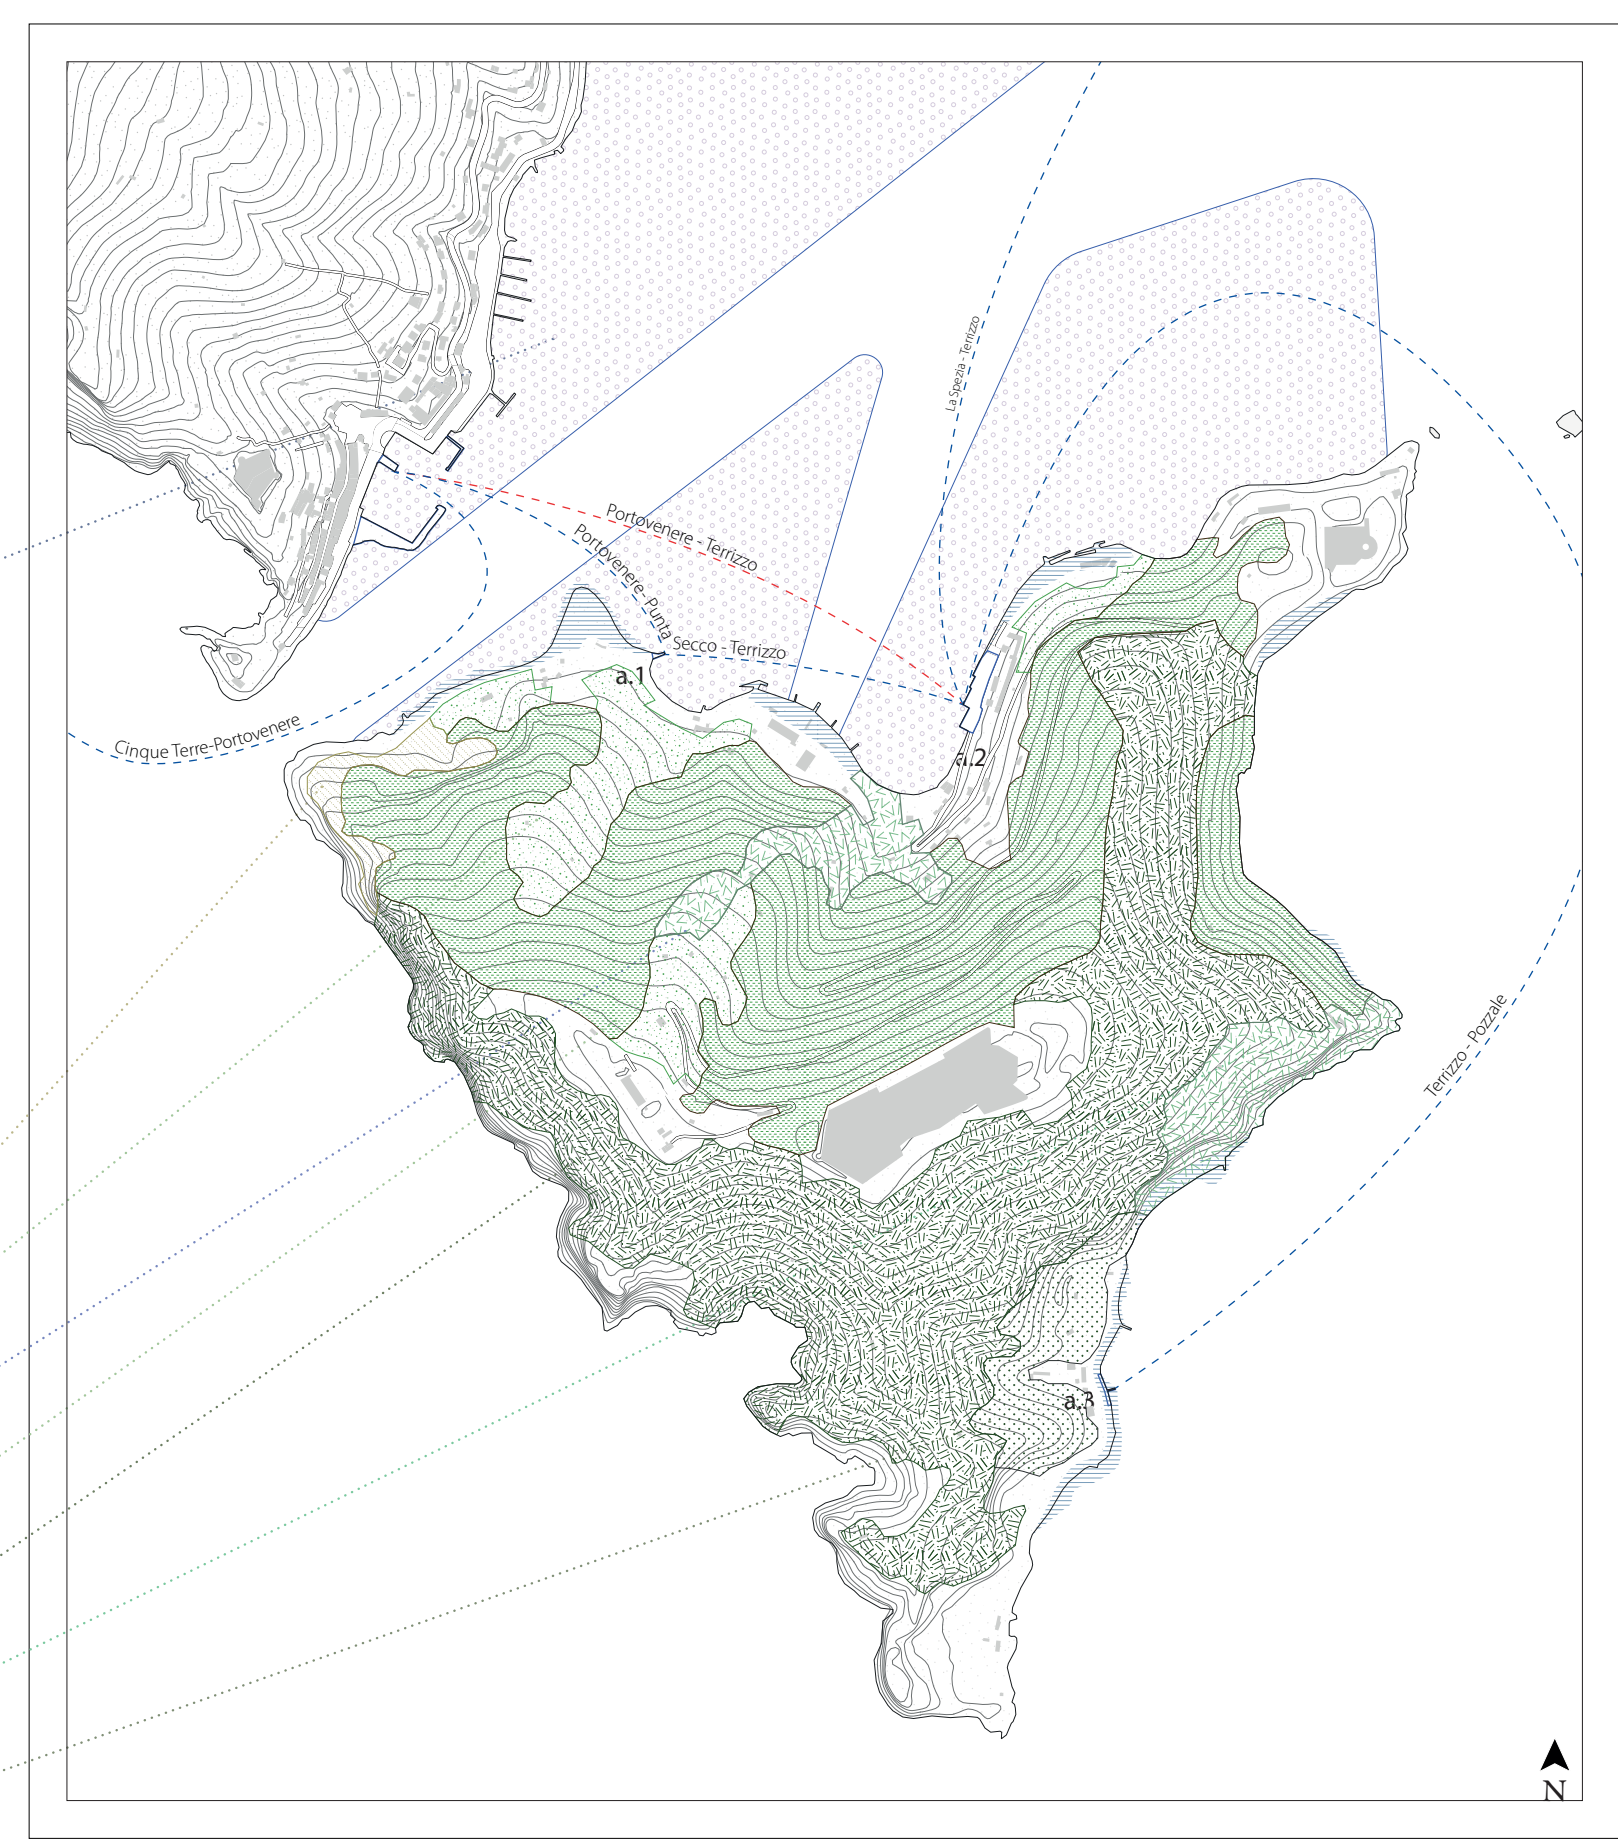 La Spezia - Terrizzo
Portovenere - Terrizzo
Portovenere - Punta
Secco - Terrizzo
a.1
Cinque Terre-Portovenere
a.2
Terrizzo - Pozzale
a.3
N